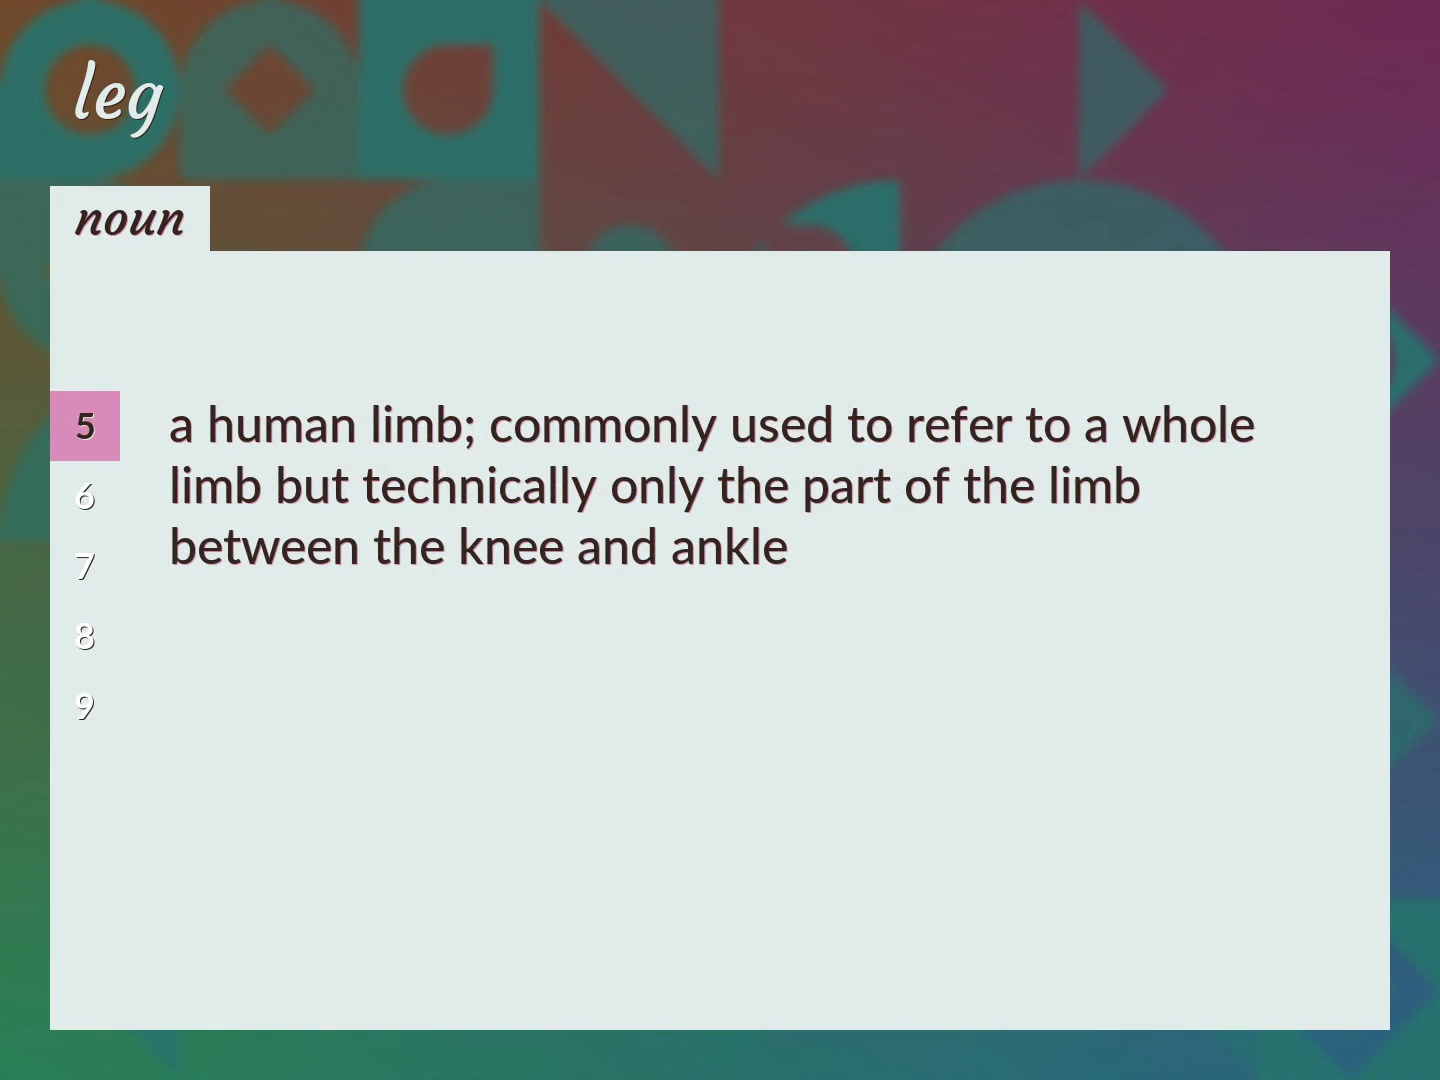 leg
noun
5
a human limb; commonly used to refer to a whole
limb but technically only the part of the limb
between the knee and ankle
6
7
8
9